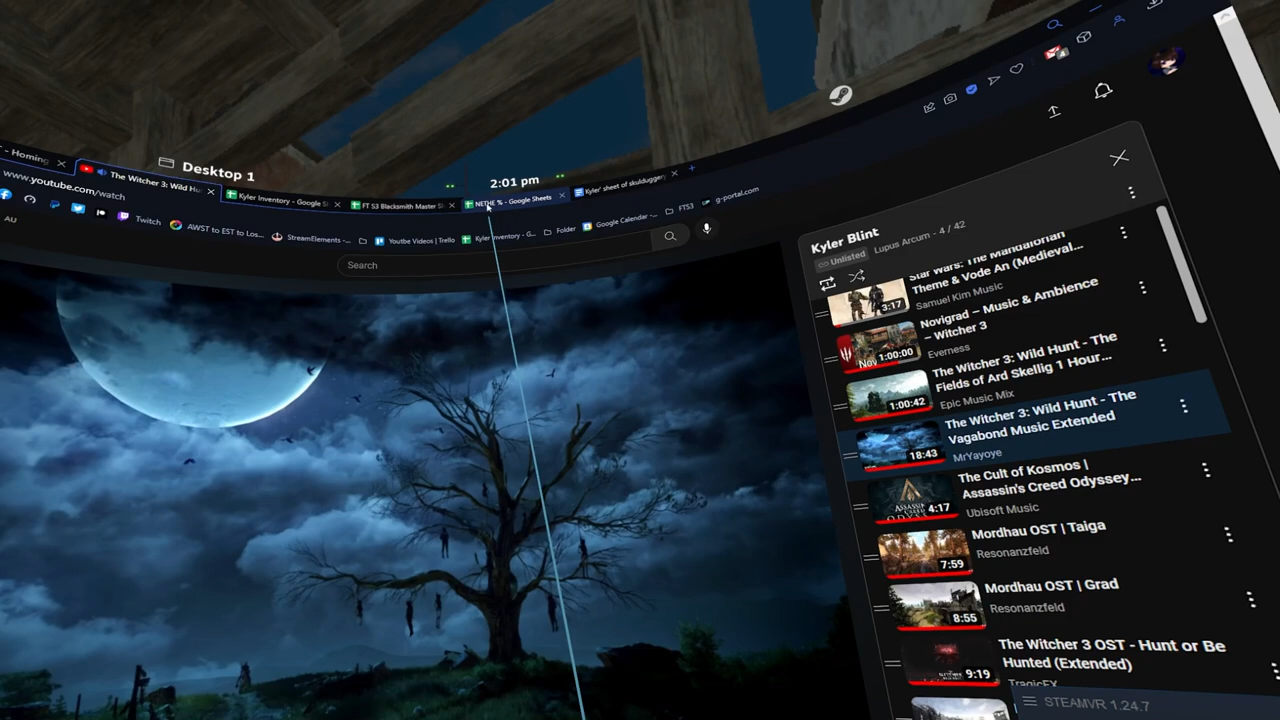 T - Homing
The Witcher 3: Wild Hu
Kyler Inventory - Google S
FT S3 Blacksmith Master S
NETHE % - Google Sheets
Kyler' sheet of skulduggery
Desktop 1
2:01 pm
4
www.youtube.com/watch
Twitch
AWST to EST to Los...
StreamElements -...
Youtbe Videos | Trello
Kyler Inventory - G...
Folder
Google Calendar -...
FTS3
g-portal.com
AU
Search
Kyler Blint
Unlisted
Lupus Arcum - 4 / 42
Star Wars: The Mandalorian
Theme & Vode An (Medieval...
Samuel Kim Music
3:17
Novigrad – Music & Ambience
– Witcher 3
Everness
1:00:00
The Witcher 3: Wild Hunt - The
Fields of Ard Skellig 1 Hour...
Epic Music Mix
1:00:42
The Witcher 3: Wild Hunt - The
Vagabond Music Extended
MrYayoye
18:43
The Cult of Kosmos |
Assassin's Creed Odyssey...
Ubisoft Music
4:17
Mordhau OST | Taiga
Resonanzfeld
7:59
Mordhau OST | Grad
Resonanzfeld
8:55
The Witcher 3 OST - Hunt or Be
Hunted (Extended)
TragicFX
9:19
STEAMVR 1.24.7